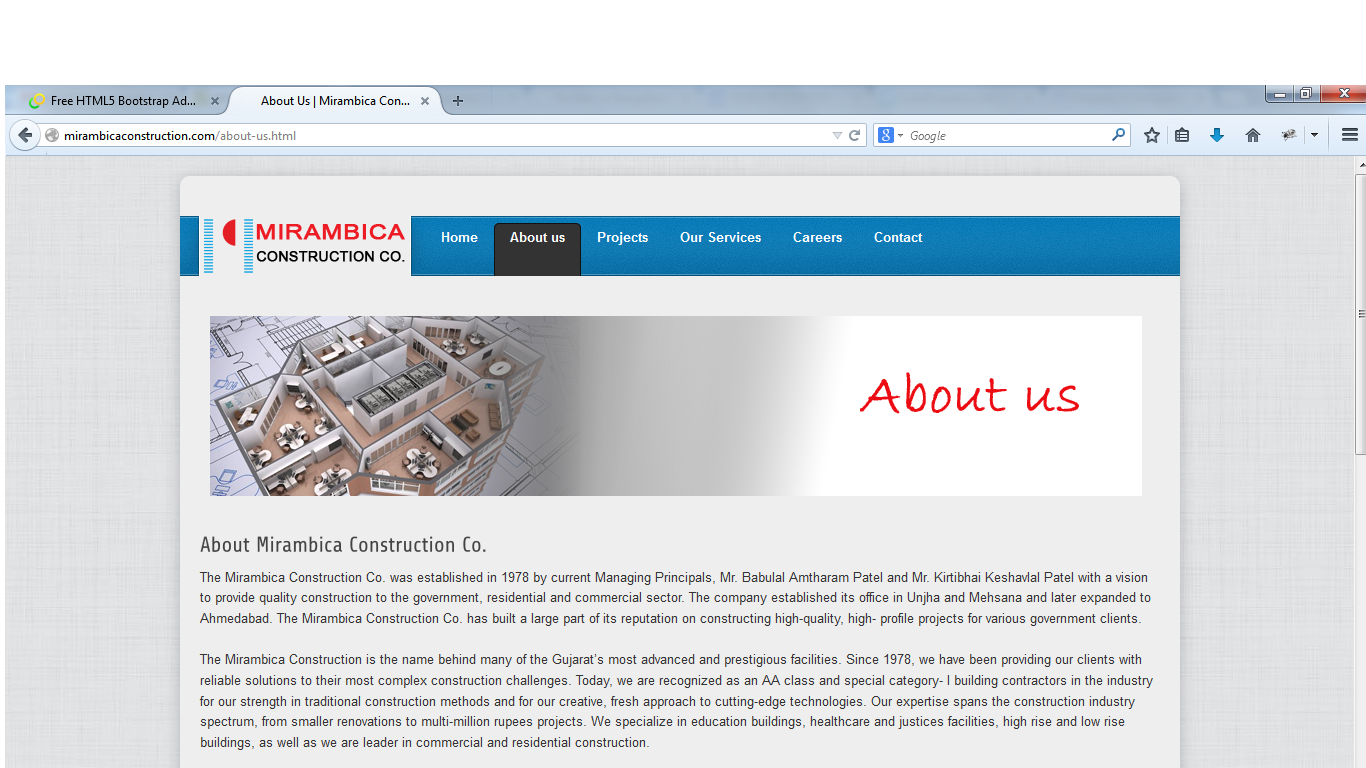 Free HTML5 Bootstrap Ad...
About Us | Mirambica Con...
mirambicaconstruction.com/about-us.html
Google
MIRAMBICA
CONSTRUCTION CO.
Home About us Projects Our Services Careers Contact
About us
About Mirambica Construction Co.
The Mirambica Construction Co. was established in 1978 by current Managing Principals, Mr. Babulal Amtharam Patel and Mr. Kirtibhai Keshavlal Patel with a vision
to provide quality construction to the government, residential and commercial sector. The company established its office in Unjha and Mehsana and later expanded to
Ahmedabad. The Mirambica Construction Co. has built a large part of its reputation on constructing high-quality, high- profile projects for various government clients.
The Mirambica Construction is the name behind many of the Gujarat's most advanced and prestigious facilities. Since 1978, we have been providing our clients with
reliable solutions to their most complex construction challenges. Today, we are recognized as an AA class and special category- I building contractors in the industry
for our strength in traditional construction methods and for our creative, fresh approach to cutting-edge technologies. Our expertise spans the construction industry
spectrum, from smaller renovations to multi-million rupees projects. We specialize in education buildings, healthcare and justices facilities, high rise and low rise
buildings, as well as we are leader in commercial and residential construction.